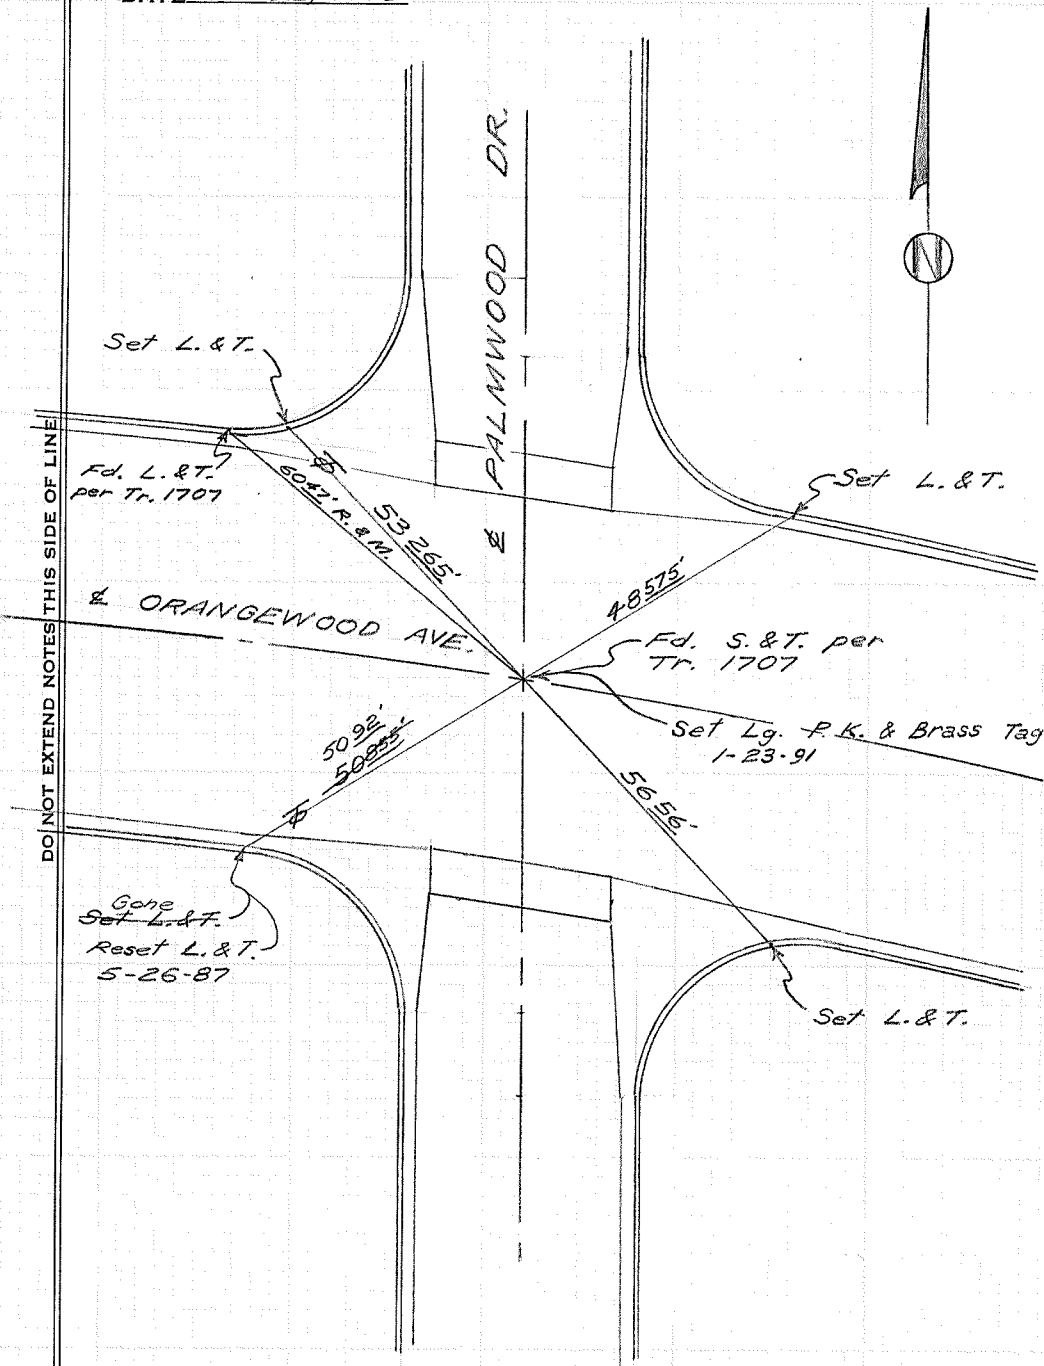 DATE
PALMWOOD DR.
N
Set L. & T.
Fd. L. & T.
per Tr. 1707
60.47' R. & M.
53.265'
Set L. & T.
48.575'
℄ ORANGEWOOD AVE.
Fd. S. & T. per
Tr. 1707
Set Lg. P.K. & Brass Tag
1-23-91
50.92'
50.855'
56.56'
Gone
Set L. & T.
Reset L. & T.
5-26-87
Set L. & T.
DO NOT EXTEND NOTES THIS SIDE OF LINE